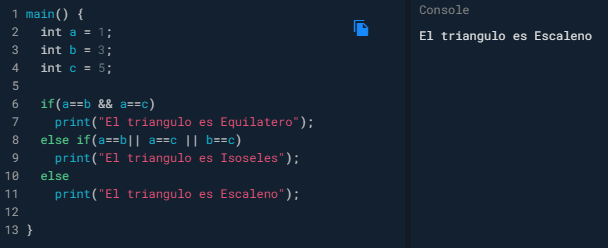 1 main() {
2   int a = 1;
3   int b = 3;
4   int c = 5;
5
6   if(a==b && a==c)
7     print("El triangulo es Equilatero");
8   else if(a==b|| a==c || b==c)
9     print("El triangulo es Isoseles");
10   else
11     print("El triangulo es Escaleno");
12
13 }
Console
El triangulo es Escaleno